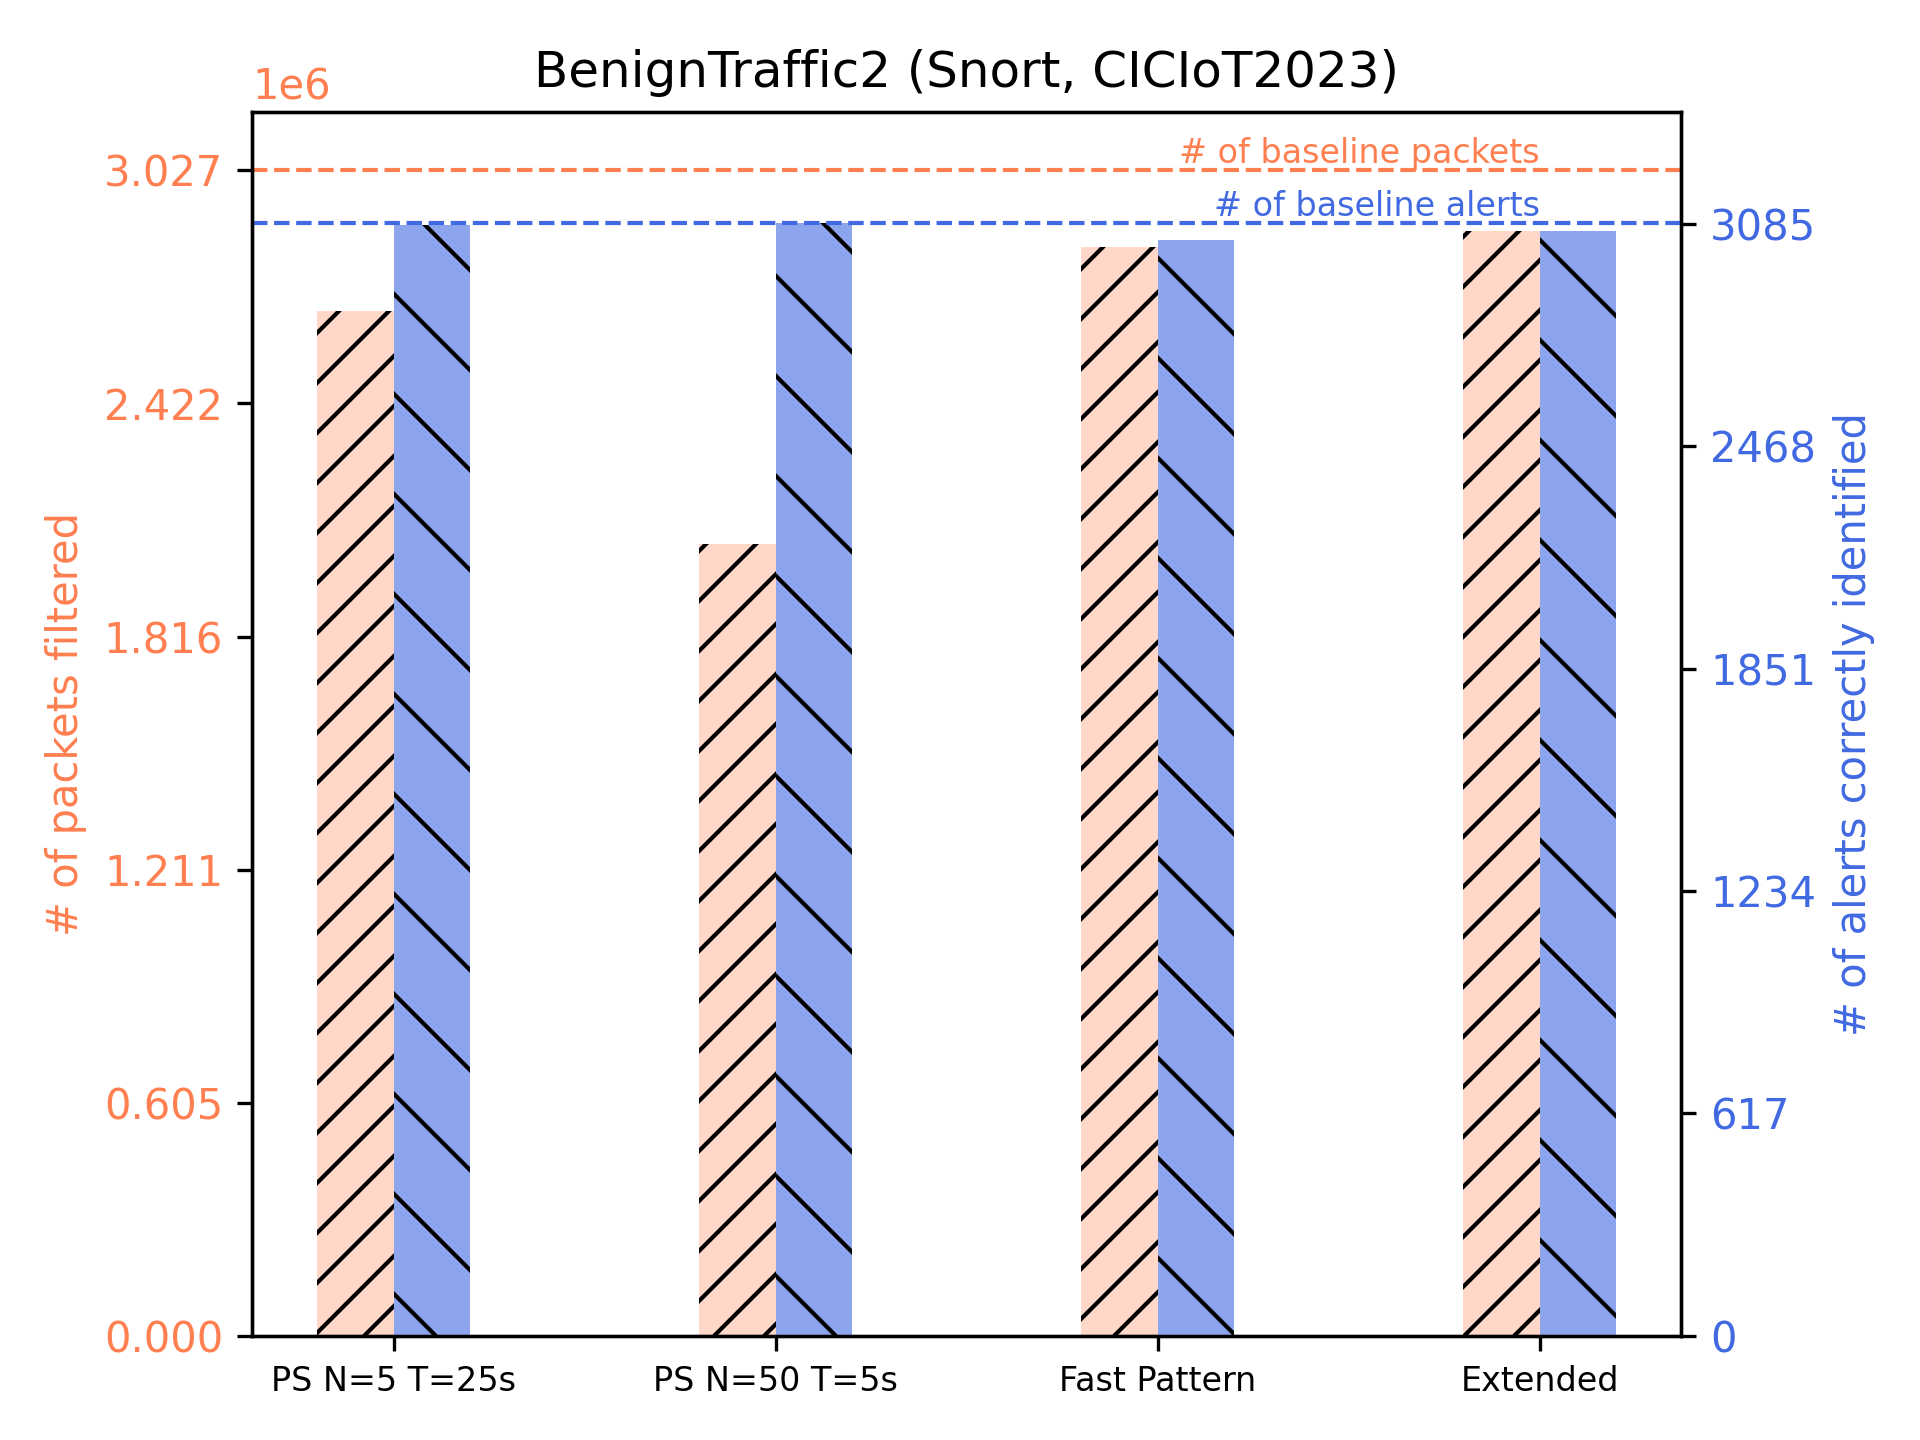 BenignTraffic2 (Snort, CICIoT2023)
1e6
# of baseline packets
3.027
# of baseline alerts
3085
2.422
2468
1.816
1851
1.211
1234
0.605
617
0.000
0
# of packets filtered
# of alerts correctly identified
PS N=5 T=25s
PS N=50 T=5s
Fast Pattern
Extended